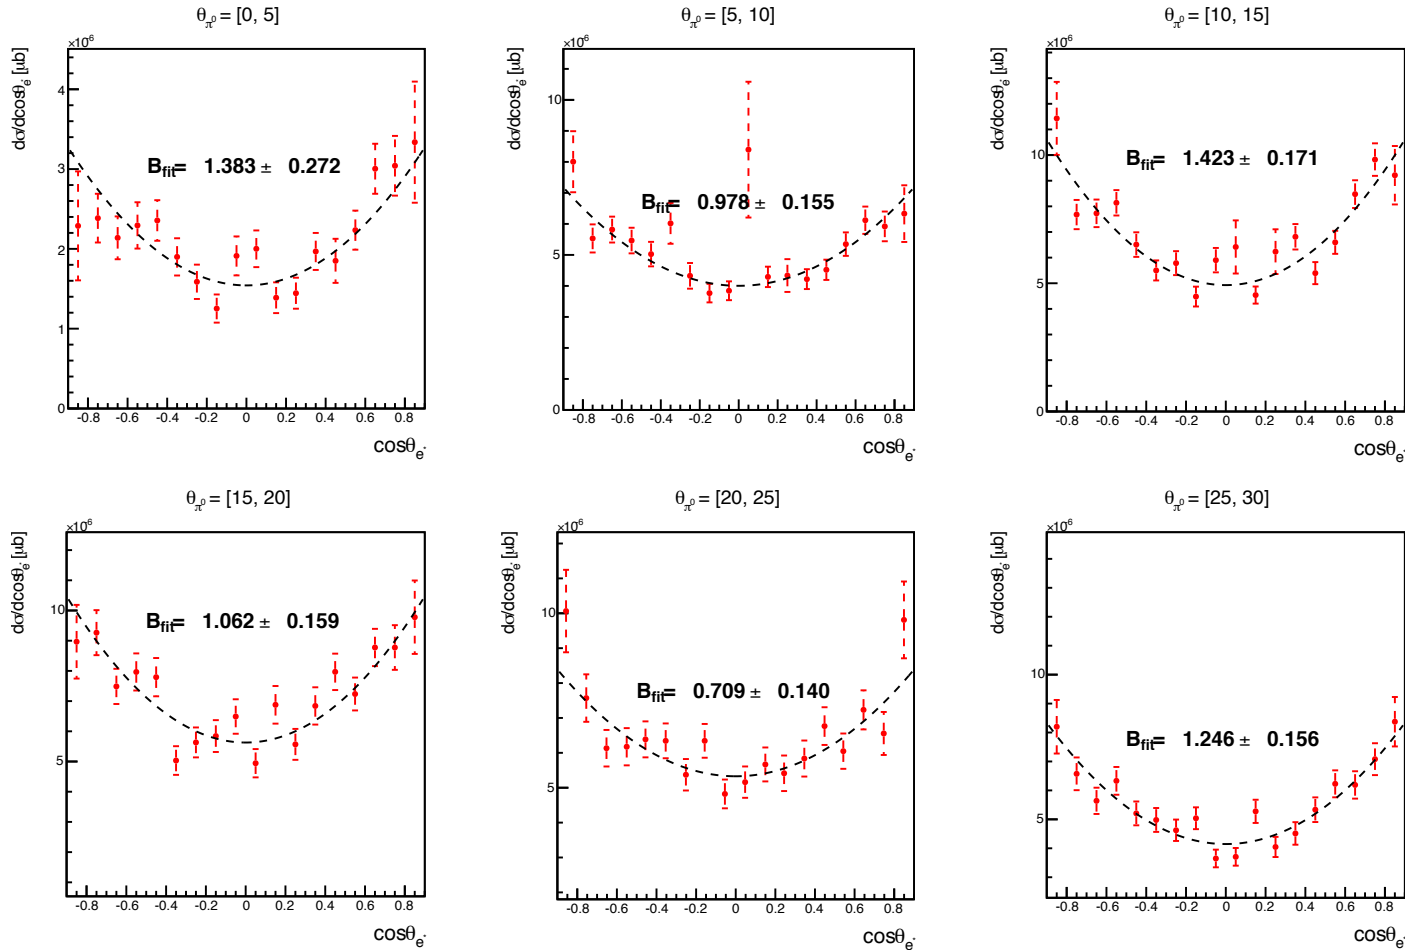 θπ⁰ = [0, 5]
×10⁶
dσ/dcosθe⁻ [μb]
4
3
2
1
0
Bfit= 1.383 ± 0.272
-0.8 -0.6 -0.4 -0.2 0 0.2 0.4 0.6 0.8
cosθe⁻
θπ⁰ = [5, 10]
×10⁶
dσ/dcosθe⁻ [μb]
10
5
0
Bfit= 0.978 ± 0.155
-0.8 -0.6 -0.4 -0.2 0 0.2 0.4 0.6 0.8
cosθe⁻
θπ⁰ = [10, 15]
×10⁶
dσ/dcosθe⁻ [μb]
10
5
0
Bfit= 1.423 ± 0.171
-0.8 -0.6 -0.4 -0.2 0 0.2 0.4 0.6 0.8
cosθe⁻
θπ⁰ = [15, 20]
×10⁶
dσ/dcosθe⁻ [μb]
10
5
Bfit= 1.062 ± 0.159
-0.8 -0.6 -0.4 -0.2 0 0.2 0.4 0.6 0.8
cosθe⁻
θπ⁰ = [20, 25]
×10⁶
dσ/dcosθe⁻ [μb]
10
5
Bfit= 0.709 ± 0.140
-0.8 -0.6 -0.4 -0.2 0 0.2 0.4 0.6 0.8
cosθe⁻
θπ⁰ = [25, 30]
×10⁶
dσ/dcosθe⁻ [μb]
10
5
Bfit= 1.246 ± 0.156
-0.8 -0.6 -0.4 -0.2 0 0.2 0.4 0.6 0.8
cosθe⁻